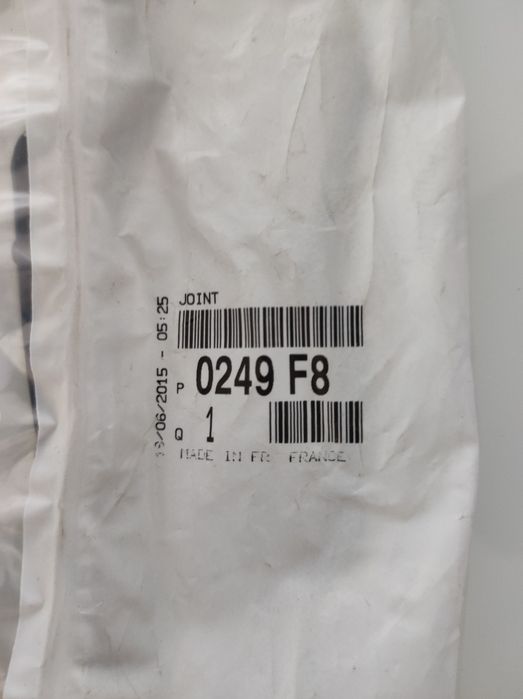 JOINT
P 0249 F8
Q 1
MADE IN FR FRANCE
/06/2015 - 05:25